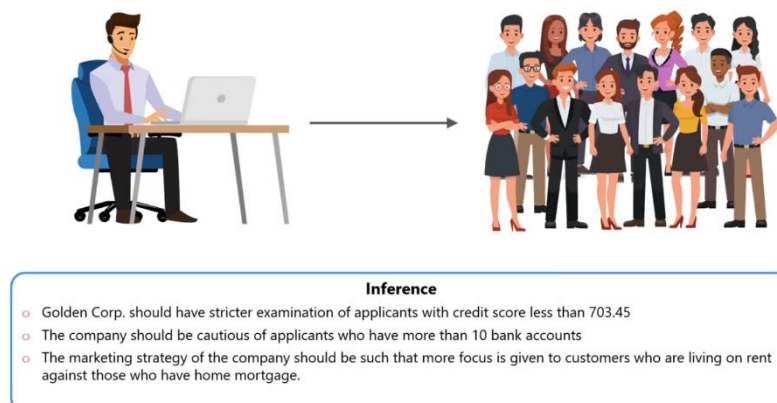 Inference
Golden Corp. should have stricter examination of applicants with credit score less than 703.45
The company should be cautious of applicants who have more than 10 bank accounts
The marketing strategy of the company should be such that more focus is given to customers who are living on rent
against those who have home mortgage.